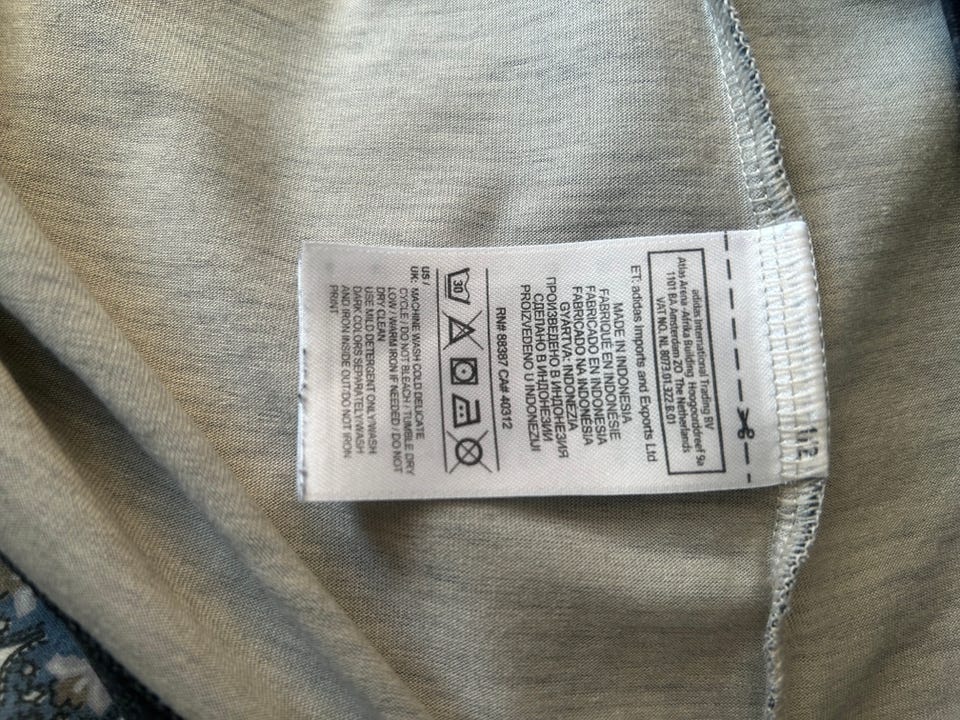 1/2
adidas International Trading BV
Atlas Arena -Afrika Building Hoogoorddreef 9a
1101 BA Amsterdam ZO The Netherlands
VAT NO. NL 8073.01.322.B.01
ET: adidas Imports and Exports Ltd
MADE IN INDONESIA
FABRIQUE EN INDONÉSIE
FABRICADO EN INDONESIA
FABRICADO NA INDONÉSIA
GYÁRTVA: INDONÉZIA
ПРОИЗВЕДЕНО В ИНДОНЕЗИЯ
СДЕЛАНО В ИНДОНЕЗИИ
PROIZVEDENO U INDONEZIJI
RN# 88387 CA# 40312
30
US /
UK: MACHINE WASH COLD DELICATE
CYCLE / DO NOT BLEACH / TUMBLE DRY
LOW / WARM IRON IF NEEDED / DO NOT
DRY CLEAN
USE MILD DETERGENT ONLY/WASH
DARK COLORS SEPARATELY/WASH
AND IRON INSIDE OUT/DO NOT IRON
PRINT